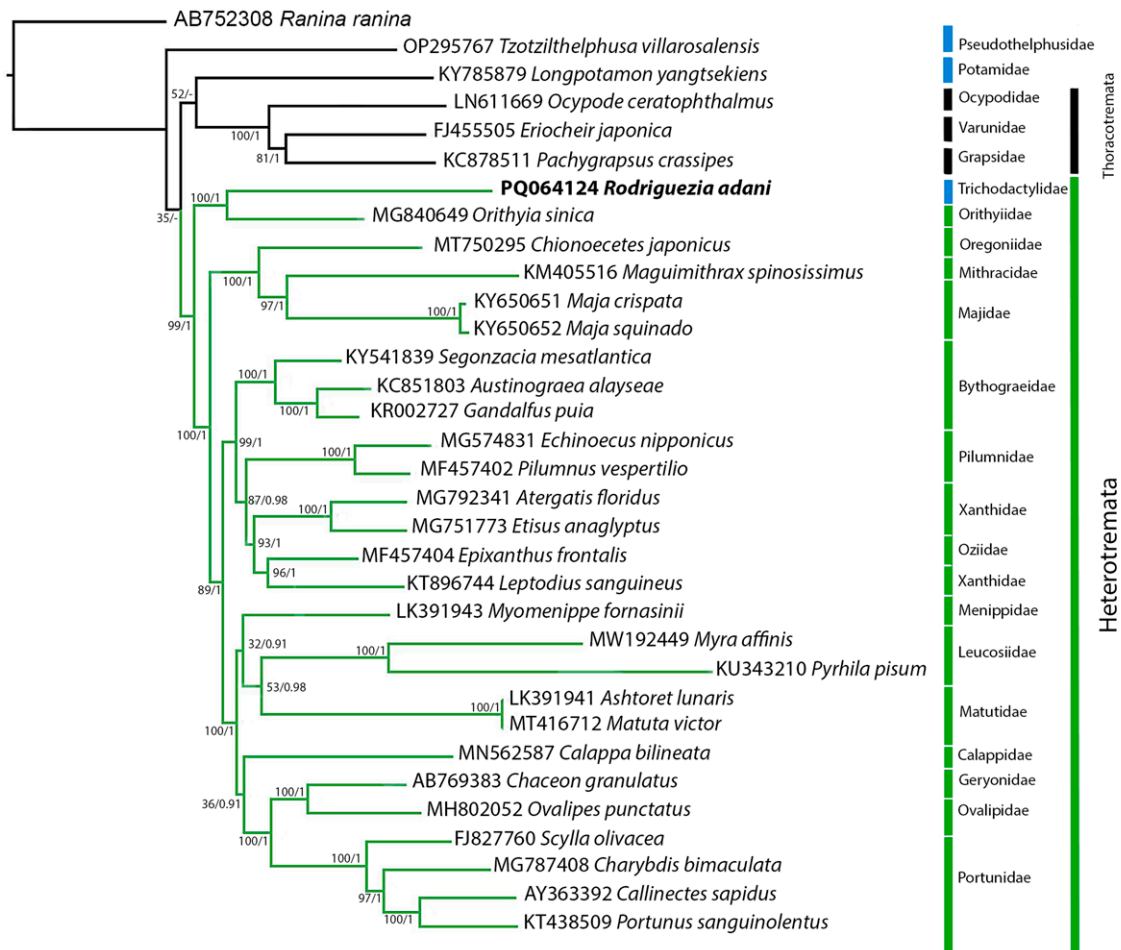 AB752308 Ranina ranina
OP295767 Tzotzilthelphusa villarosalensis
Pseudothelphusidae
KY785879 Longpotamon yangtsekiens
Potamidae
52/-
LN611669 Ocypode ceratophthalmus
Ocypodidae
100/1
FJ455505 Eriocheir japonica
Varunidae
81/1
KC878511 Pachygrapsus crassipes
Grapsidae
Thoracotremata
35/-
100/1
PQ064124 Rodriguezia adani
Trichodactylidae
MG840649 Orithyia sinica
Orithyiidae
99/1
100/1
MT750295 Chionoecetes japonicus
Oregoniidae
97/1
KM405516 Maguimithrax spinosissimus
Mithracidae
100/1
KY650651 Maja crispata
KY650652 Maja squinado
Majidae
100/1
100/1
KY541839 Segonzacia mesatlantica
100/1
KC851803 Austinograea alayseae
KR002727 Gandalfus puia
Bythograeidae
99/1
100/1
MG574831 Echinoecus nipponicus
MF457402 Pilumnus vespertilio
Pilumnidae
87/0.98
100/1
MG792341 Atergatis floridus
MG751773 Etisus anaglyptus
Xanthidae
93/1
MF457404 Epixanthus frontalis
Oziidae
96/1
KT896744 Leptodius sanguineus
Xanthidae
89/1
LK391943 Myomenippe fornasinii
Menippidae
32/0.91
100/1
MW192449 Myra affinis
KU343210 Pyrhila pisum
Leucosiidae
53/0.98
100/1
LK391941 Ashtoret lunaris
MT416712 Matuta victor
Matutidae
100/1
MN562587 Calappa bilineata
Calappidae
36/0.91
100/1
AB769383 Chaceon granulatus
Geryonidae
MH802052 Ovalipes punctatus
Ovalipidae
100/1
100/1
FJ827760 Scylla olivacea
MG787408 Charybdis bimaculata
97/1
AY363392 Callinectes sapidus
100/1
KT438509 Portunus sanguinolentus
Portunidae
Heterotremata